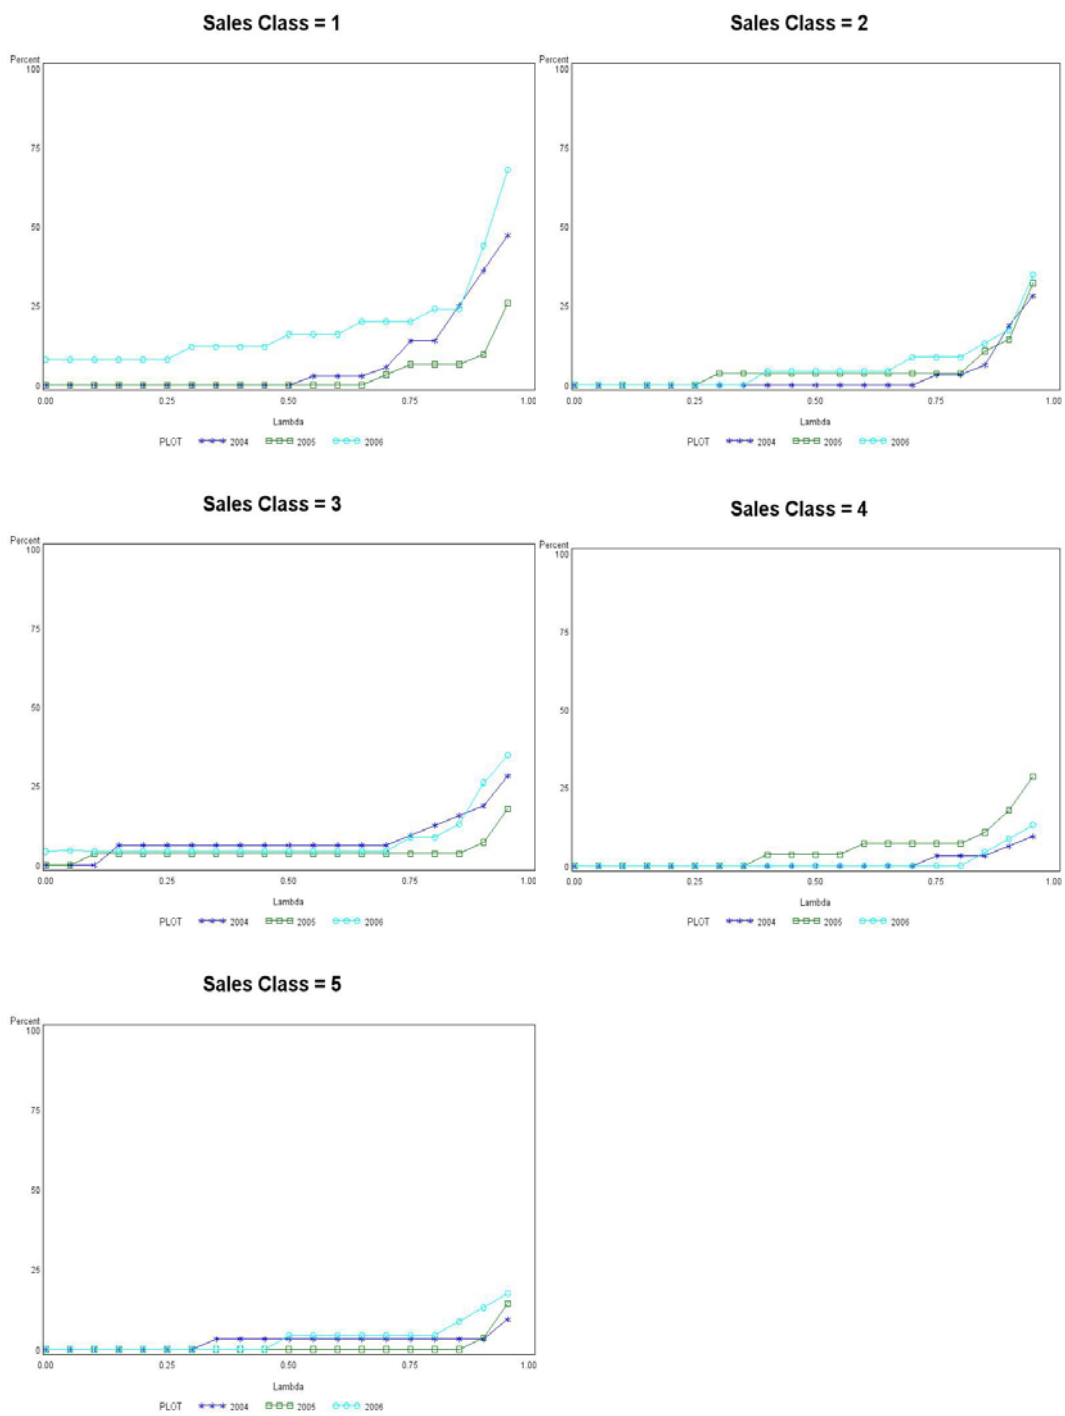 Sales Class = 1
Percent
100
75
50
25
0
0.00 0.25 0.50 0.75 1.00
Lambda
PLOT 2004 2005 2006
Sales Class = 2
Percent
100
75
50
25
0
0.00 0.25 0.50 0.75 1.00
Lambda
PLOT 2004 2005 2006
Sales Class = 3
Percent
100
75
50
25
0
0.00 0.25 0.50 0.75 1.00
Lambda
PLOT 2004 2005 2006
Sales Class = 4
Percent
100
75
50
25
0
0.00 0.25 0.50 0.75 1.00
Lambda
PLOT 2004 2005 2006
Sales Class = 5
Percent
100
75
50
25
0
0.00 0.25 0.50 0.75 1.00
Lambda
PLOT 2004 2005 2006